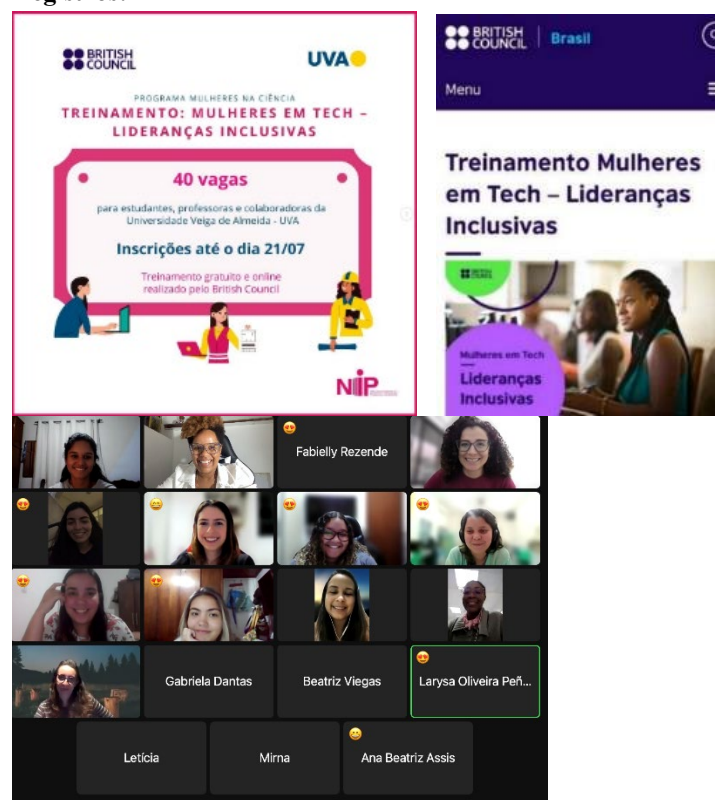 BRITISH
COUNCIL
UVA
PROGRAMA MULHERES NA CIÊNCIA
TREINAMENTO: MULHERES EM TECH –
LIDERANÇAS INCLUSIVAS
40 vagas
para estudantes, professoras e colaboradoras da
Universidade Veiga de Almeida - UVA
Inscrições até o dia 21/07
Treinamento gratuito e online
realizado pelo British Council
BRITISH
COUNCIL
Brasil
Menu
Treinamento Mulheres
em Tech – Lideranças
Inclusivas
Mulheres em Tech
Lideranças
Inclusivas
Fabielly Rezende
Gabriela Dantas
Beatriz Viegas
Larysa Oliveira Peñ...
Letícia
Mirna
Ana Beatriz Assis